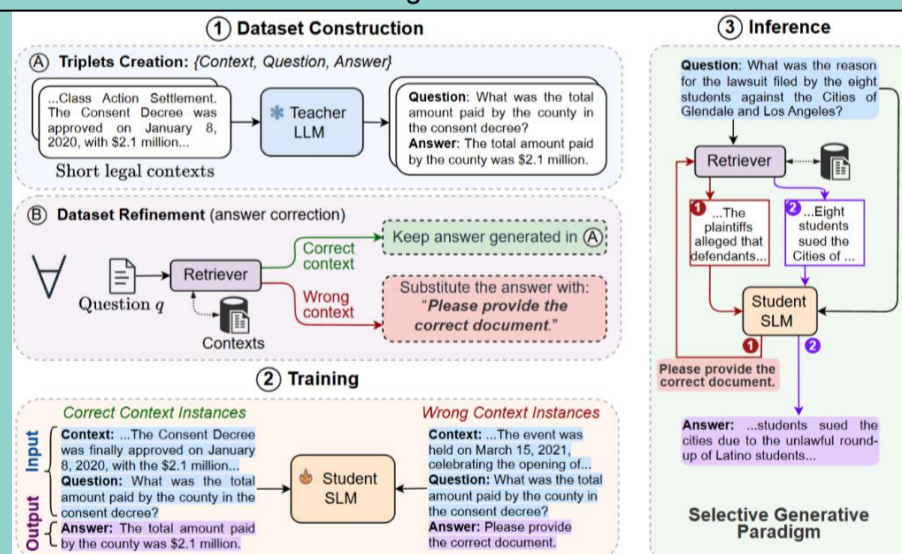 ① Dataset Construction
Ⓐ Triplets Creation: {Context, Question, Answer}
...Class Action Settlement.
The Consent Decree was
approved on January 8,
2020, with $2.1 million...
Short legal contexts
Teacher
LLM
Question: What was the total
amount paid by the county in
the consent decree?
Answer: The total amount paid
by the county was $2.1 million.
Ⓑ Dataset Refinement (answer correction)
∀
Question q
Retriever
Contexts
Correct
context
Wrong
context
Keep answer generated in Ⓐ
Substitute the answer with:
"Please provide the
correct document."
② Training
Correct Context Instances
Wrong Context Instances
Input
Output
Context: ...The Consent Decree
was finally approved on January
8, 2020, with the $2.1 million...
Question: What was the total
amount paid by the county in the
consent decree?
Answer: The total amount paid
by the county was $2.1 million.
Student
SLM
Context: ...The event was
held on March 15, 2021,
celebrating the opening of...
Question: What was the total
amount paid by the county in
the consent decree?
Answer: Please provide
the correct document.
③ Inference
Question: What was the reason
for the lawsuit filed by the eight
students against the Cities of
Glendale and Los Angeles?
Retriever
❶ ...The
plaintiffs
alleged that
defendants...
❷ ...Eight
students
sued the
Cities of ...
Student
SLM
❶
❷
Please provide the
correct document.
Answer: ...students sued the
cities due to the unlawful round-
up of Latino students...
Selective Generative
Paradigm